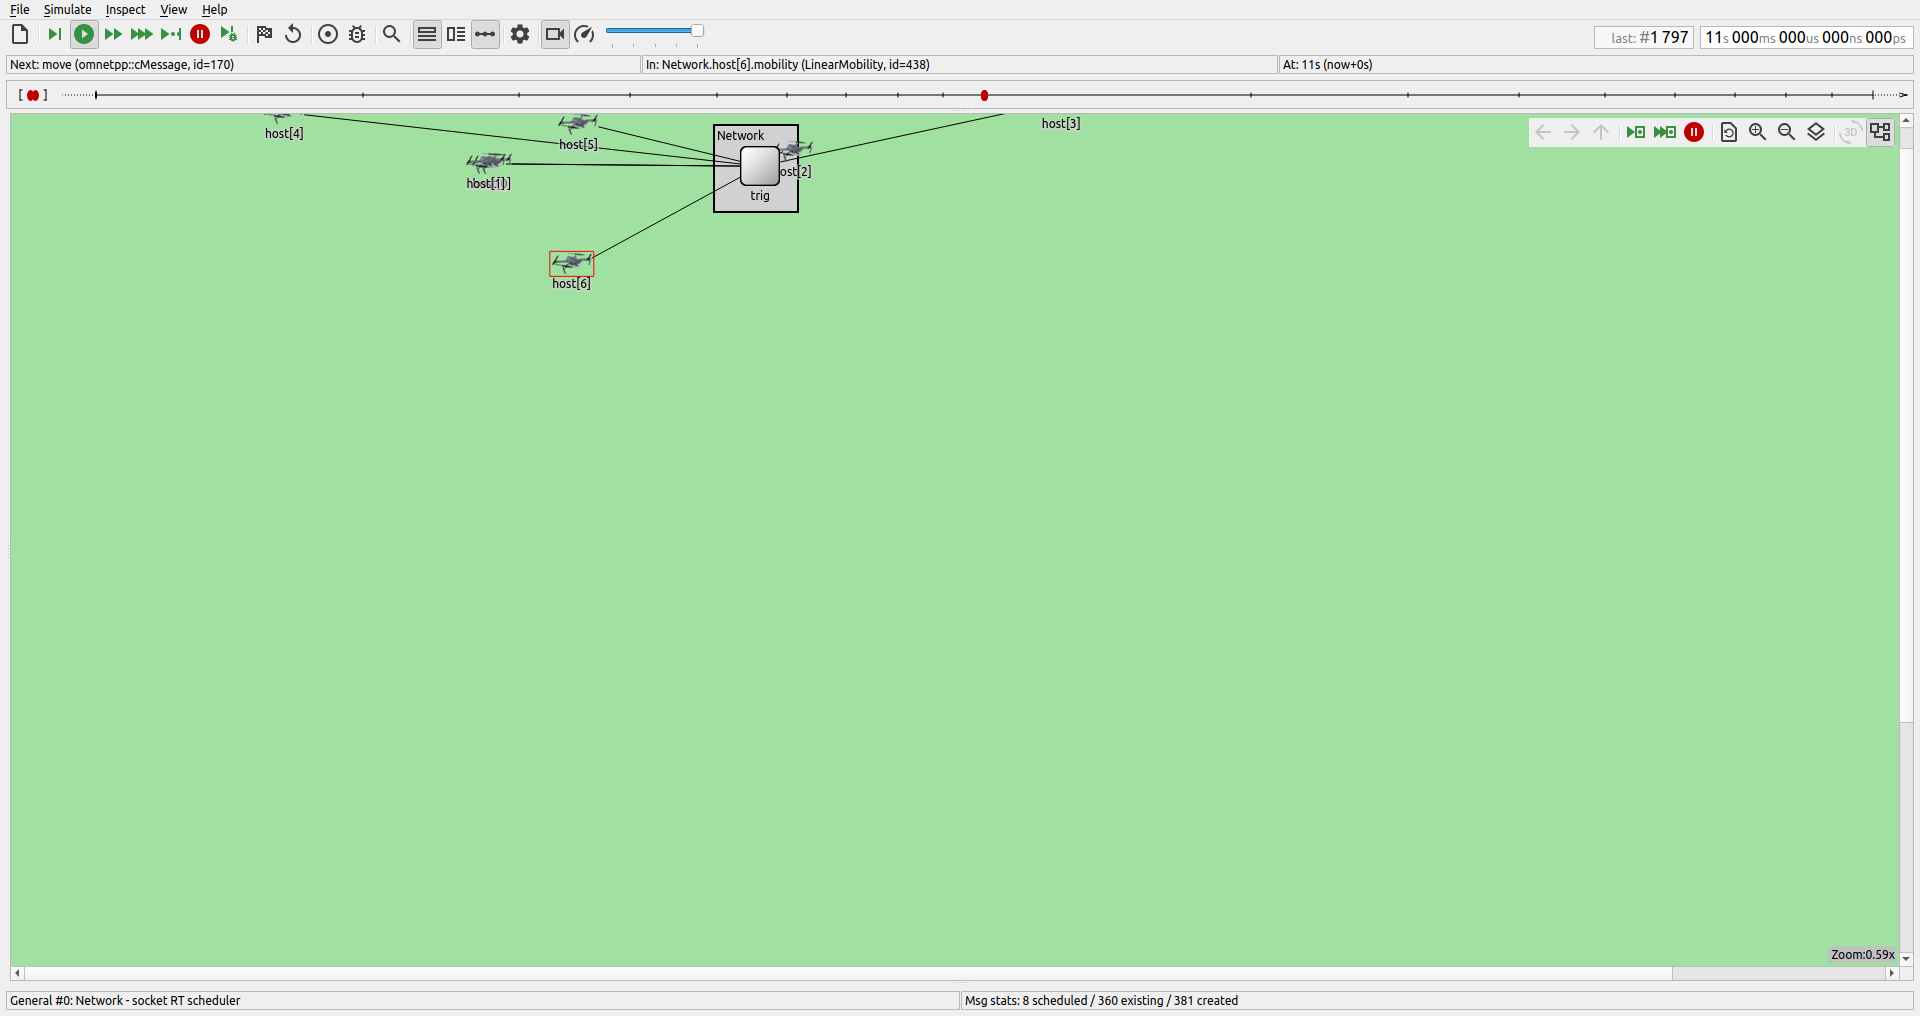 File Simulate Inspect View Help
last: #1 797
11s 000ms 000us 000ns 000ps
Next: move (omnetpp::cMessage, id=170)
In: Network.host[6].mobility (LinearMobility, id=438)
At: 11s (now+0s)
host[4]
host[5]
Network
host[3]
3D
ost[2]
trig
host[6]
Zoom:0.59x
General #0: Network - socket RT scheduler
Msg stats: 8 scheduled / 360 existing / 381 created